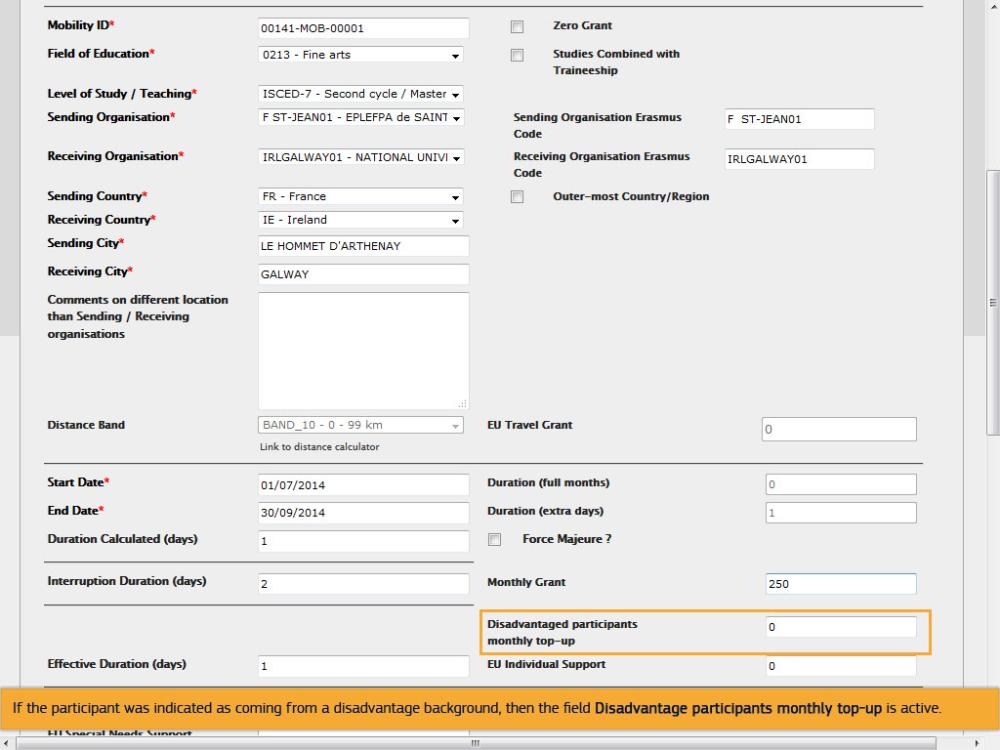 Mobility ID* 00141-MOB-00001 Zero Grant
Field of Education* 0213 - Fine arts Studies Combined with
Traineeship
Level of Study / Teaching* ISCED-7 - Second cycle / Master
Sending Organisation* F ST-JEAN01 - EPLEFPA de SAINT Sending Organisation Erasmus F ST-JEAN01
Code
Receiving Organisation* IRLGALWAY01 - NATIONAL UNIVI Receiving Organisation Erasmus IRLGALWAY01
Code
Sending Country* FR - France Outer-most Country/Region
Receiving Country* IE - Ireland
Sending City* LE HOMMET D'ARTHENAY
Receiving City* GALWAY
Comments on different location
than Sending / Receiving
organisations
Distance Band BAND_10 - 0 - 99 km EU Travel Grant 0
Link to distance calculator
Start Date* 01/07/2014 Duration (full months) 0
End Date* 30/09/2014 Duration (extra days) 1
Duration Calculated (days) 1 Force Majeure ?
Interruption Duration (days) 2 Monthly Grant 250
Disadvantaged participants 0
monthly top-up
Effective Duration (days) 1 EU Individual Support 0
If the participant was indicated as coming from a disadvantage background, then the field Disadvantage participants monthly top-up is active.
EU Special Needs Support